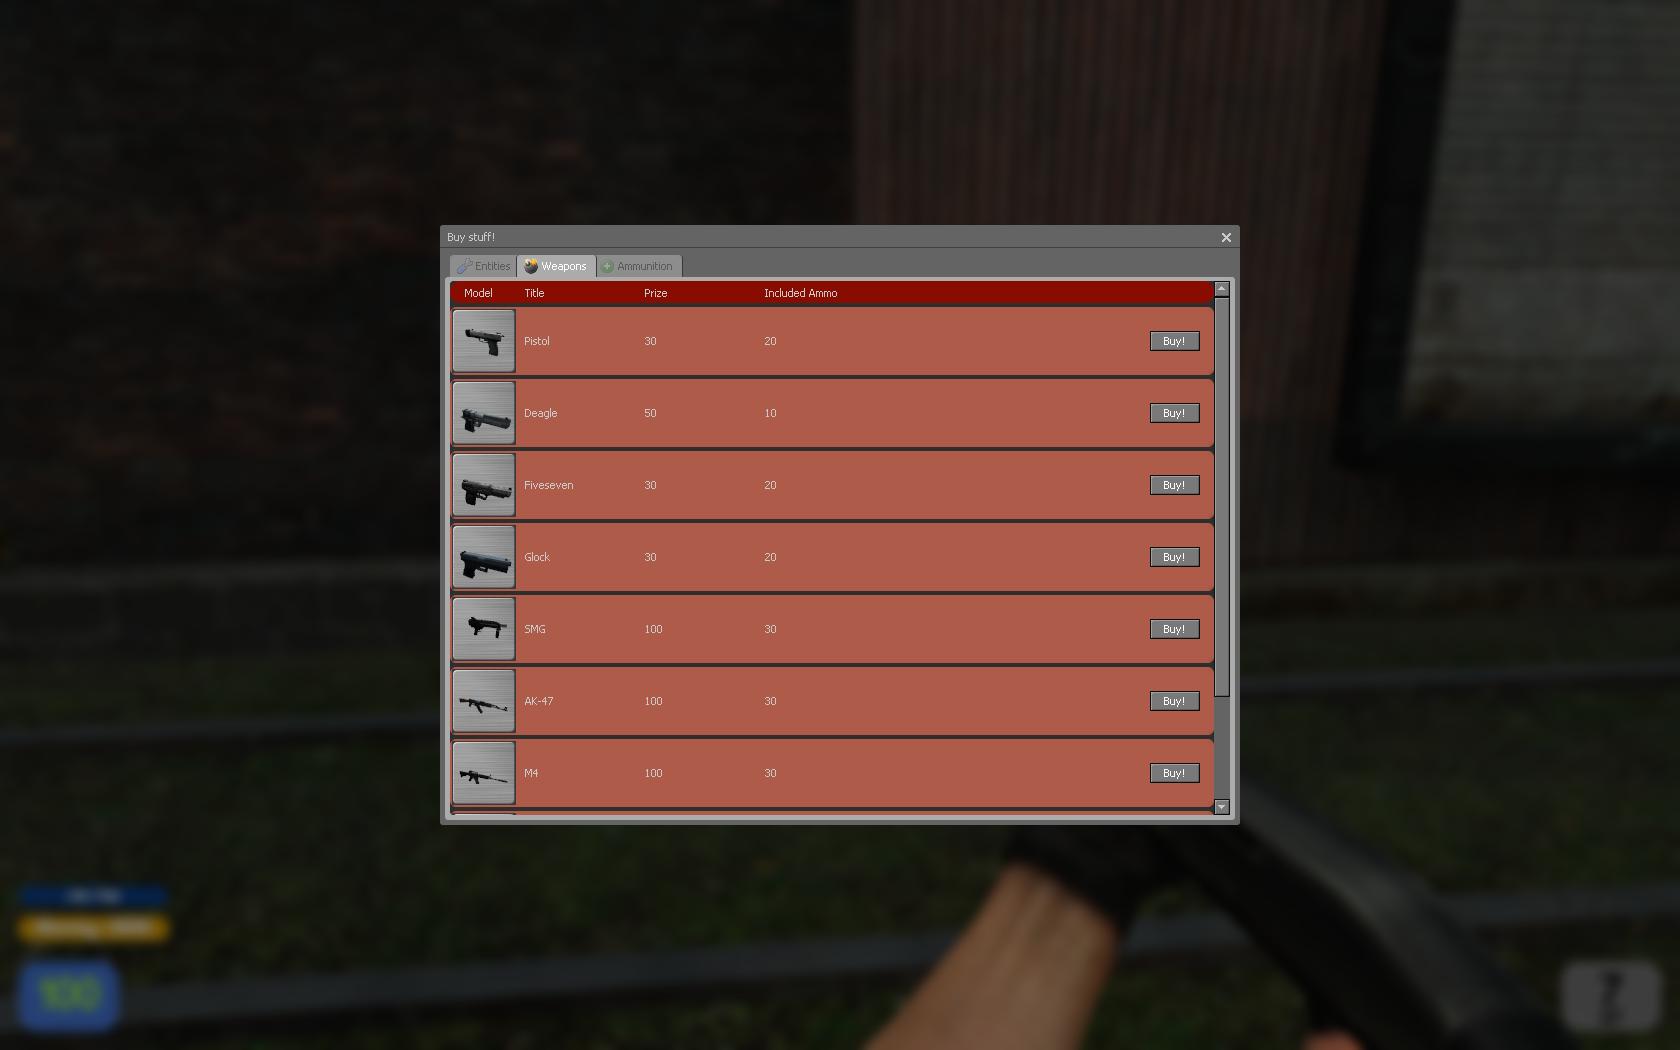 Buy stuff!
Entities Weapons Ammunition
Model Title Prize Included Ammo
Pistol 30 20 Buy!
Deagle 50 10 Buy!
Fiveseven 30 20 Buy!
Glock 30 20 Buy!
SMG 100 30 Buy!
AK-47 100 30 Buy!
M4 100 30 Buy!
100